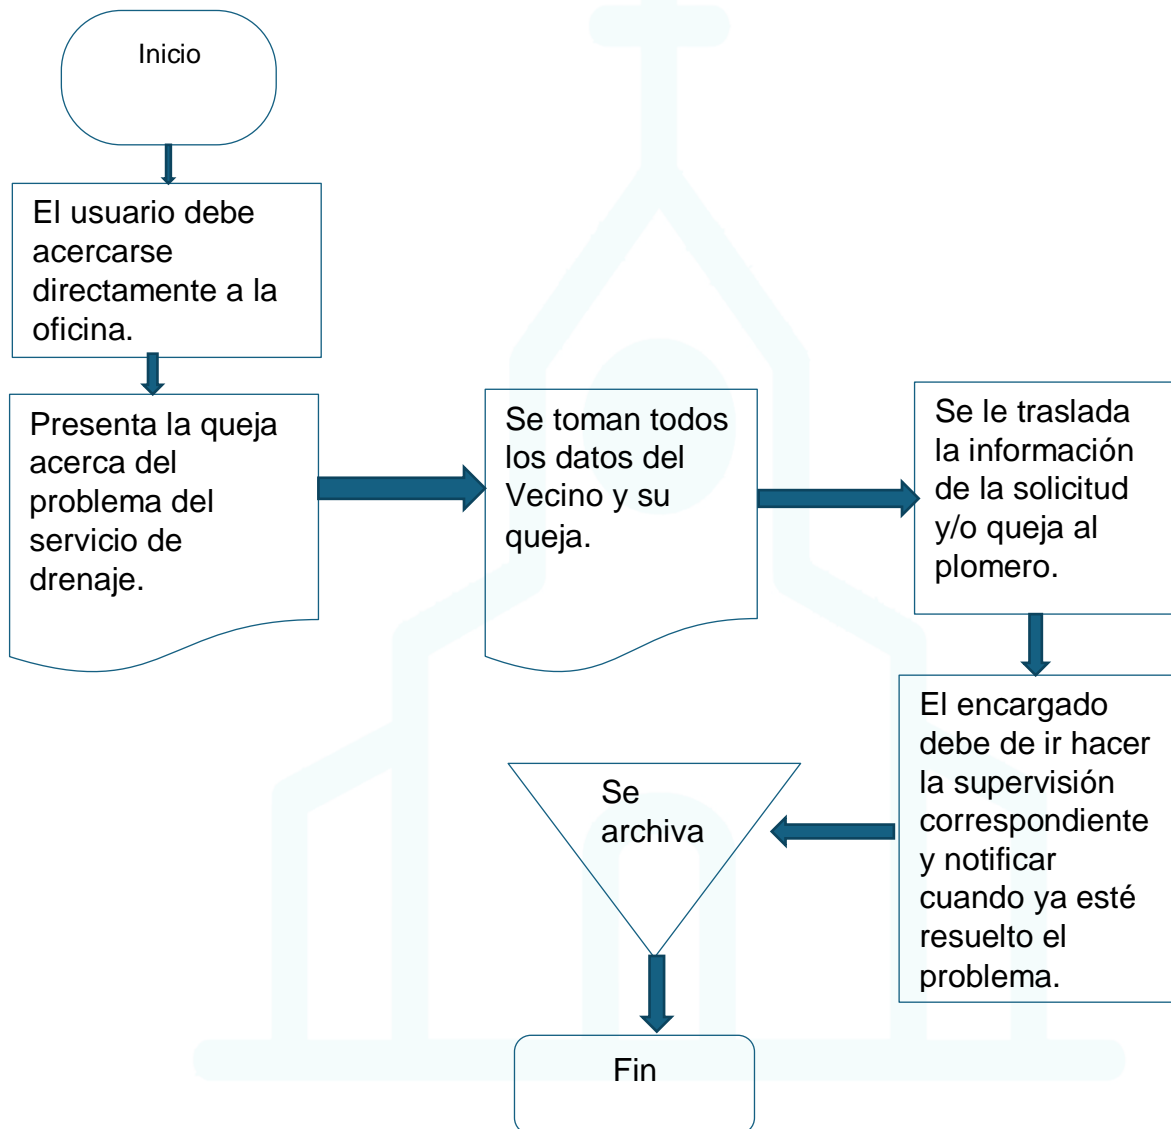 Inicio
El usuario debe
acercarse
directamente a la
oficina.
Presenta la queja
acerca del
problema del
servicio de
drenaje.
Se toman todos
los datos del
Vecino y su
queja.
Se le traslada
la información
de la solicitud
y/o queja al
plomero.
El encargado
debe de ir hacer
la supervisión
correspondiente
y notificar
cuando ya esté
resuelto el
problema.
Se
archiva
Fin